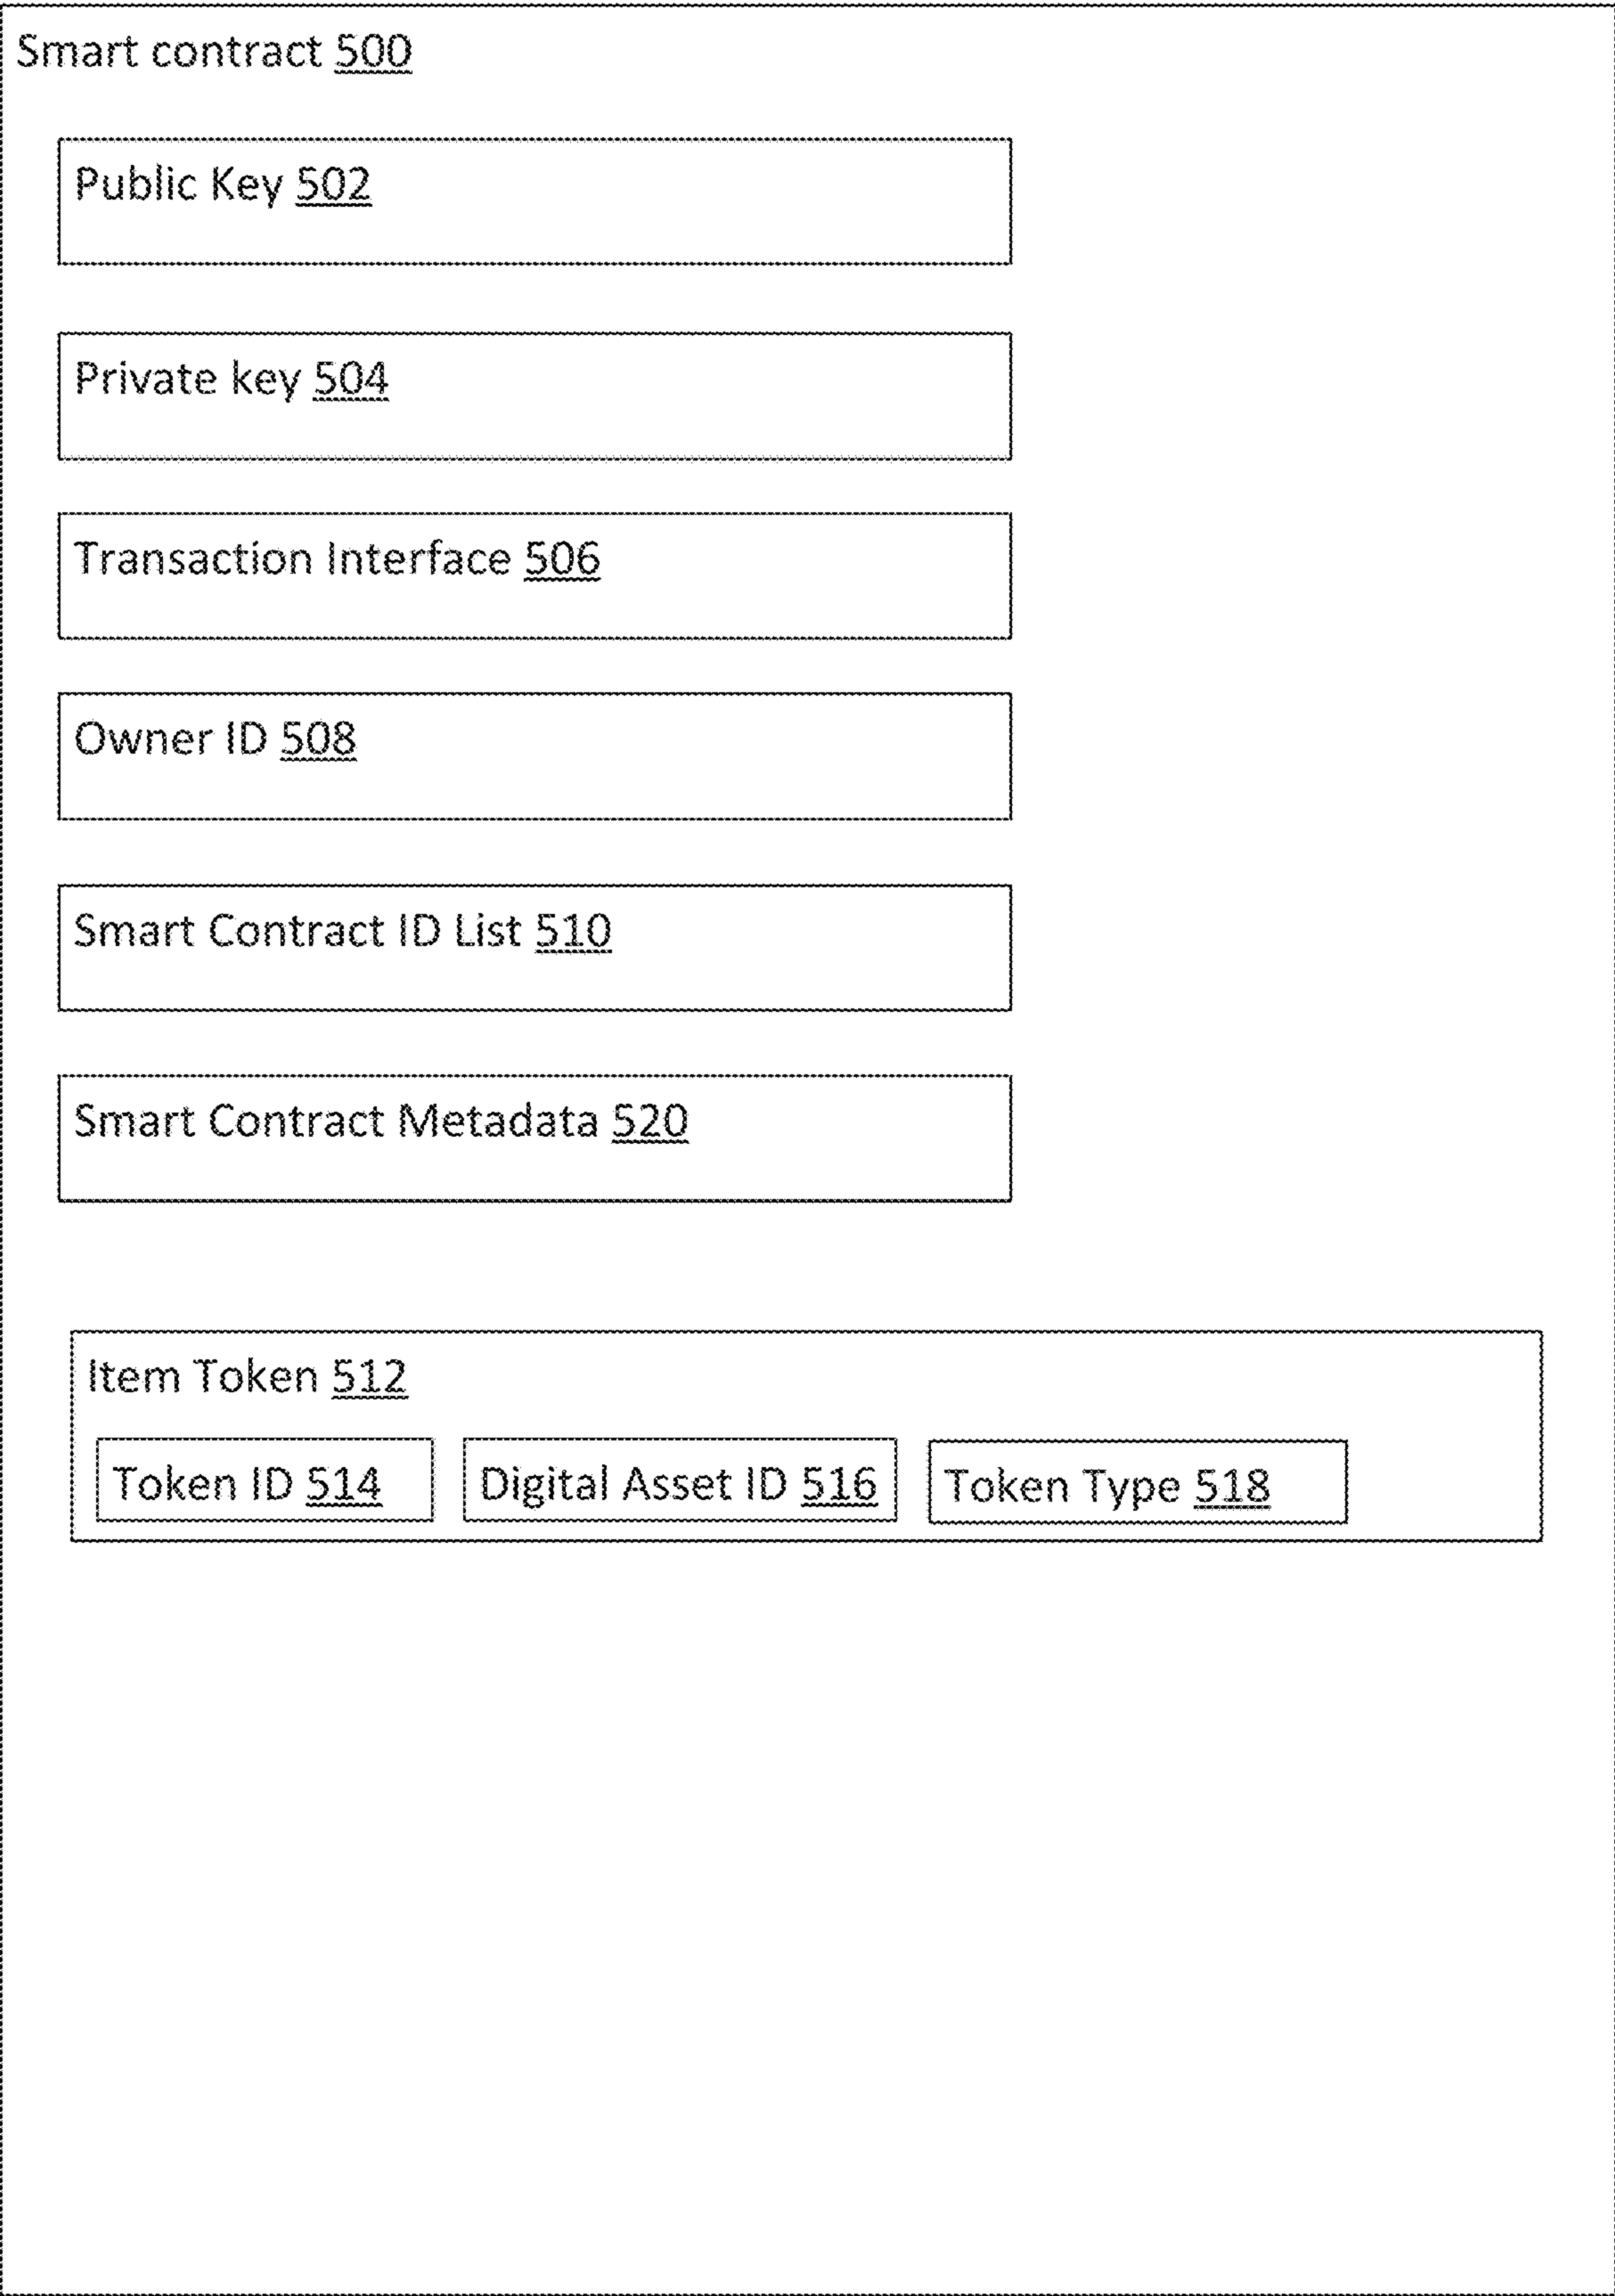 Smart contract 500
Public Key 502
Private key 504
Transaction Interface 506
Owner ID 508
Smart Contract ID List 510
Smart Contract Metadata 520
Item Token 512
Token ID 514 Digital Asset ID 516 Token Type 518